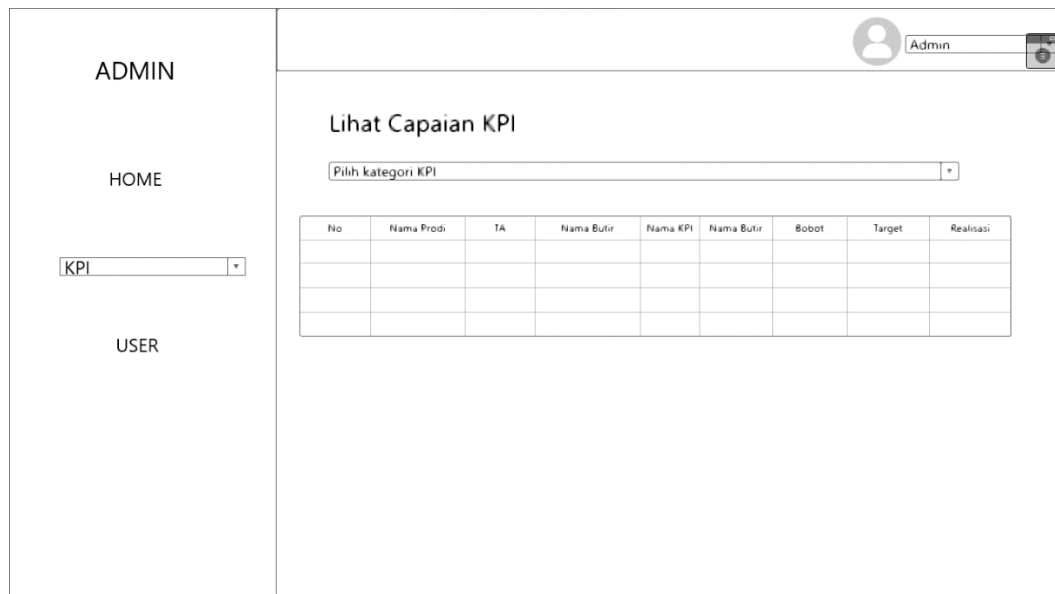 ADMIN
HOME
KPI
USER
Admin
Lihat Capaian KPI
Pilih kategori KPI
No Nama Prodi TA Nama Butir Nama KPI Nama Butir Bobot Target Realisasi